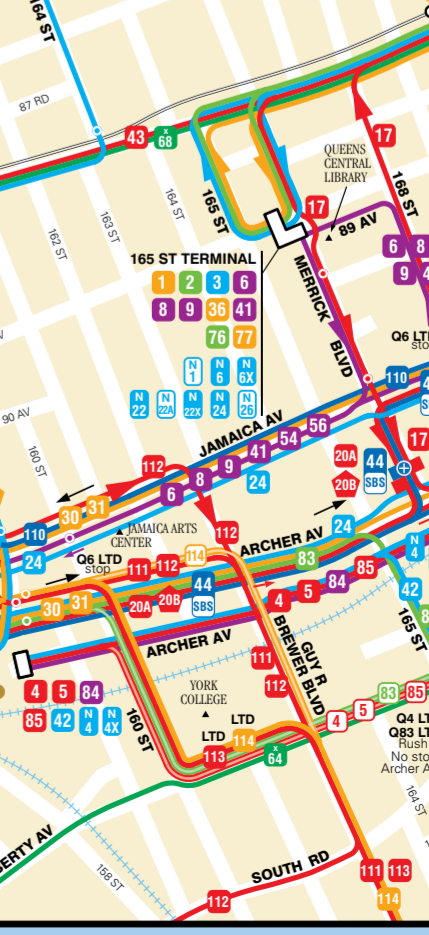 164 ST
87 RD
43
X
68
17
QUEENS
CENTRAL
LIBRARY
165 ST
164 ST
163 ST
162 ST
17
168 ST
89 AV
6 8
9 4
165 ST TERMINAL
1 2 3 6
8 9 36 41
76 77
N
1
N
6
N
6X
N
22
N
22A
N
22X
N
24
N
26
MERRICK
BLVD
Q6 LTD
stop
110
90 AV
160 ST
JAMAICA AV
6 8 9 41 54 56
24
112
30 31
110
24
20A
20B
44
SBS
17
JAMAICA ARTS
CENTER
112
Q6 LTD
stop
111 112 114
ARCHER AV
24
83
N
4
30 31
20A 20B
44
SBS
4 5 84 85
42
165 ST
ARCHER AV
GUY R
BREWER BLVD
111
112
4 5 84
85 42
N
4
N
4X
YORK
COLLEGE
160 ST
LTD
LTD
113 114
X
64
4 5
83 85
Q4 LT
Q83 LT
Rush
No sto
Archer A
164 ST
ERTY AV
158 ST
SOUTH RD
112
111 113
114